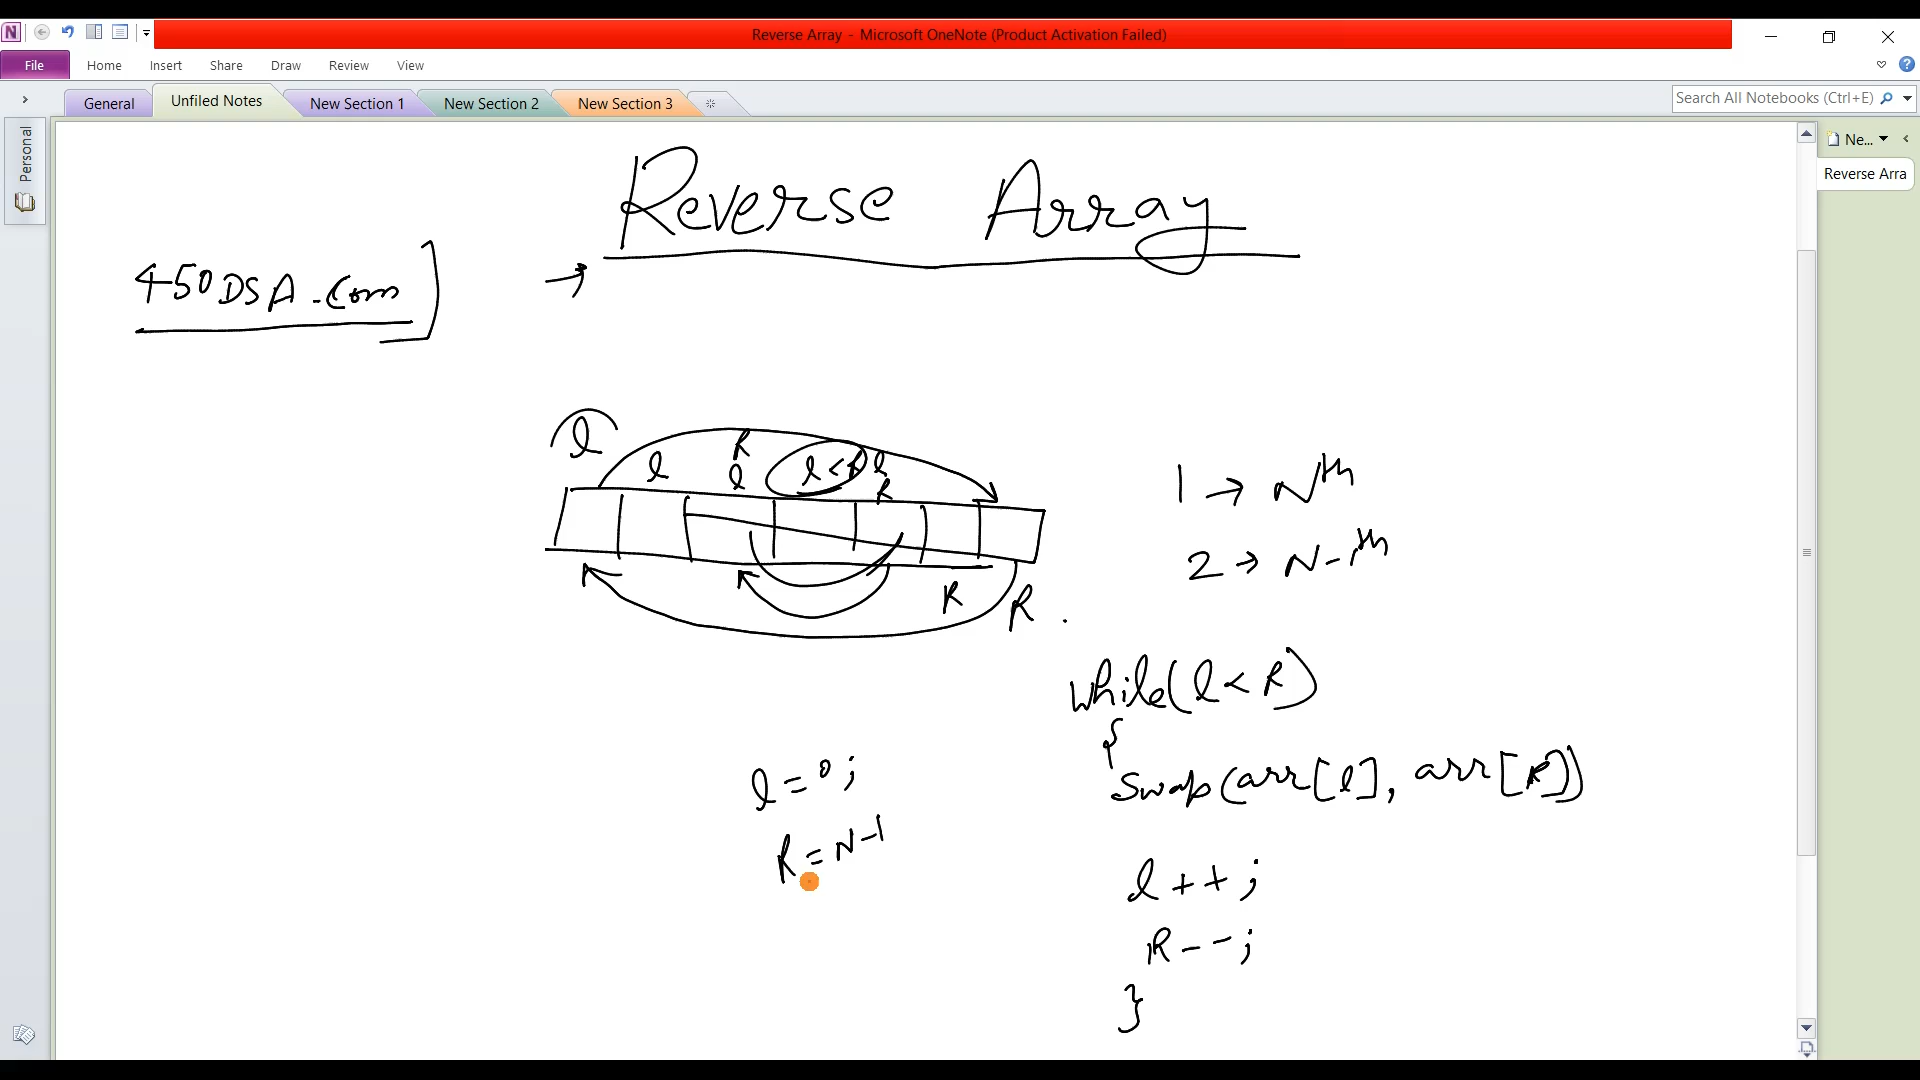 Reverse Array - Microsoft OneNote (Product Activation Failed)
File Home Insert Share Draw Review View
General Unfiled Notes New Section 1 New Section 2 New Section 3
Search All Notebooks (Ctrl+E)
Personal
Ne...
Reverse Arra
Reverse Array
450DSA.com
l
R
l l l<R l
R
1 → Nth
2 → N-1th
R R
while(l<R)
{
swap(arr[l], arr[R])
l=0;
R=N-1
l++;
R--;
}